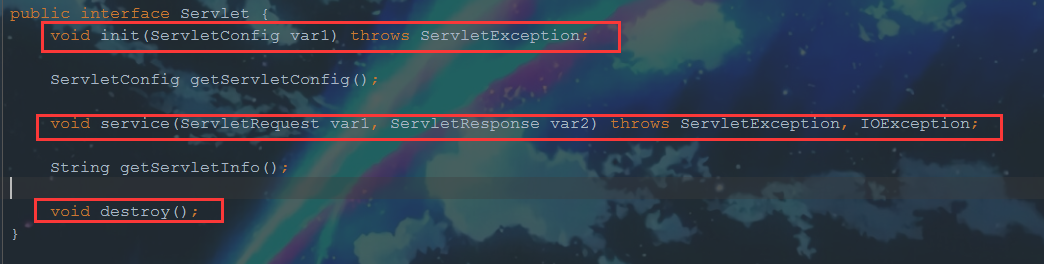 public interface Servlet {
void init(ServletConfig var1) throws ServletException;
ServletConfig getServletConfig();
void service(ServletRequest var1, ServletResponse var2) throws ServletException, IOException;
String getServletInfo();
void destroy();
}